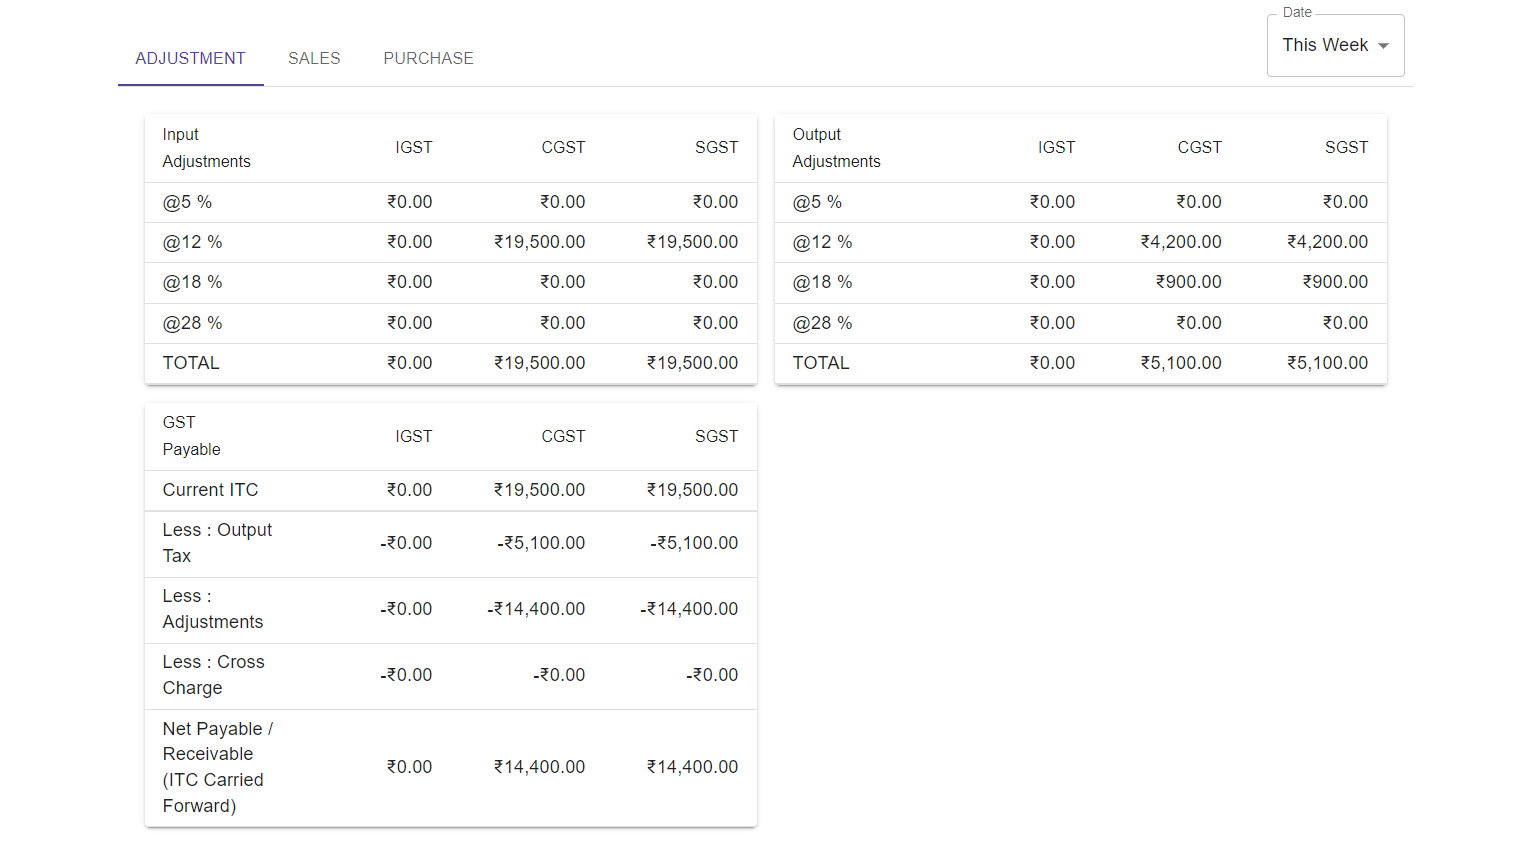 Date
This Week
ADJUSTMENT SALES PURCHASE
Input Adjustments IGST CGST SGST
@5 % ₹0.00 ₹0.00 ₹0.00
@12 % ₹0.00 ₹19,500.00 ₹19,500.00
@18 % ₹0.00 ₹0.00 ₹0.00
@28 % ₹0.00 ₹0.00 ₹0.00
TOTAL ₹0.00 ₹19,500.00 ₹19,500.00
Output Adjustments IGST CGST SGST
@5 % ₹0.00 ₹0.00 ₹0.00
@12 % ₹0.00 ₹4,200.00 ₹4,200.00
@18 % ₹0.00 ₹900.00 ₹900.00
@28 % ₹0.00 ₹0.00 ₹0.00
TOTAL ₹0.00 ₹5,100.00 ₹5,100.00
GST Payable IGST CGST SGST
Current ITC ₹0.00 ₹19,500.00 ₹19,500.00
Less : Output Tax -₹0.00 -₹5,100.00 -₹5,100.00
Less : Adjustments -₹0.00 -₹14,400.00 -₹14,400.00
Less : Cross Charge -₹0.00 -₹0.00 -₹0.00
Net Payable / Receivable (ITC Carried Forward) ₹0.00 ₹14,400.00 ₹14,400.00